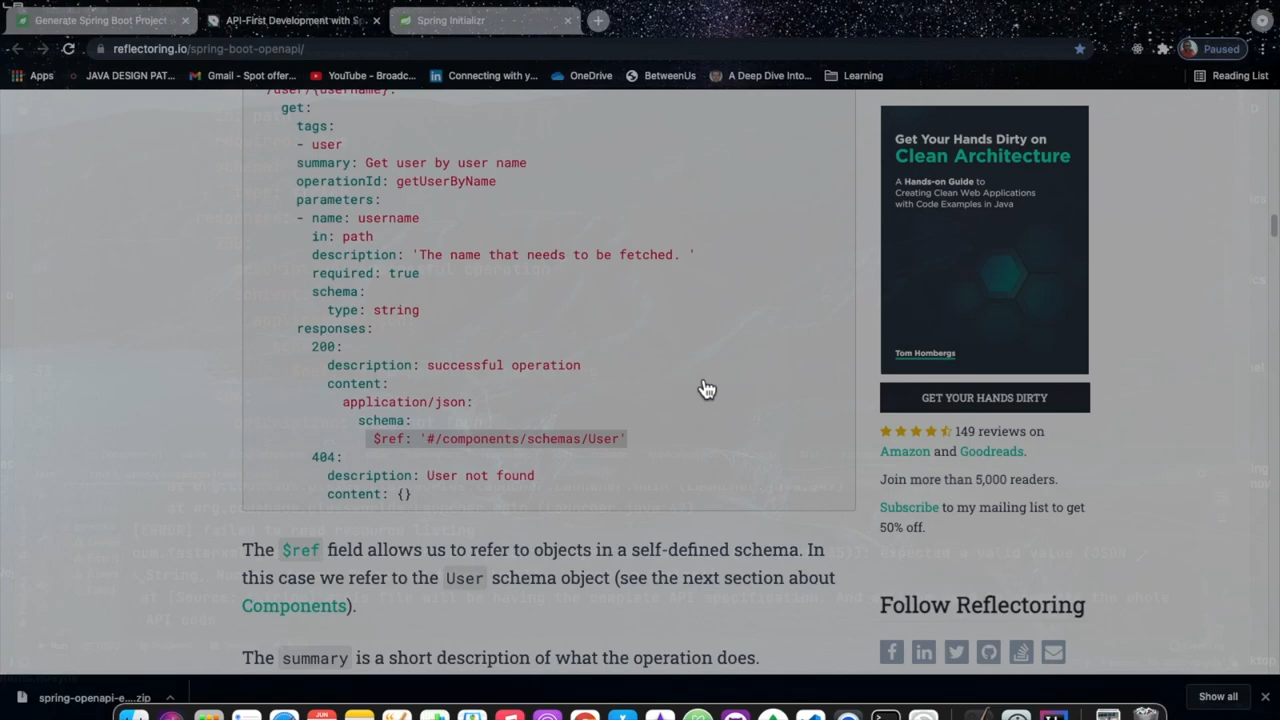 Generate Spring Boot Project
API-First Development with Sp
Spring Initializr
reflectoring.io/spring-boot-openapi/
Paused
Apps
JAVA DESIGN PAT...
Gmail - Spot offer...
YouTube - Broadc...
Connecting with y...
OneDrive
BetweenUs
A Deep Dive Into...
Learning
Reading List
/user/{username}:
get:
tags:
- user
summary: Get user by user name
operationId: getUserByName
parameters:
- name: username
in: path
description: 'The name that needs to be fetched. '
required: true
schema:
type: string
responses:
200:
description: successful operation
content:
application/json:
schema:
$ref: '#/components/schemas/User'
404:
description: User not found
content: {}
The $ref field allows us to refer to objects in a self-defined schema. In
this case we refer to the User schema object (see the next section about
Components).
The summary is a short description of what the operation does.
Get Your Hands Dirty on
Clean Architecture
A Hands-on Guide to
Creating Clean Web Applications
with Code Examples in Java
Tom Hombergs
GET YOUR HANDS DIRTY
149 reviews on
Amazon and Goodreads.
Join more than 5,000 readers.
Subscribe to my mailing list to get
50% off.
Follow Reflectoring
spring-openapi-e....zip
Show all
JUN